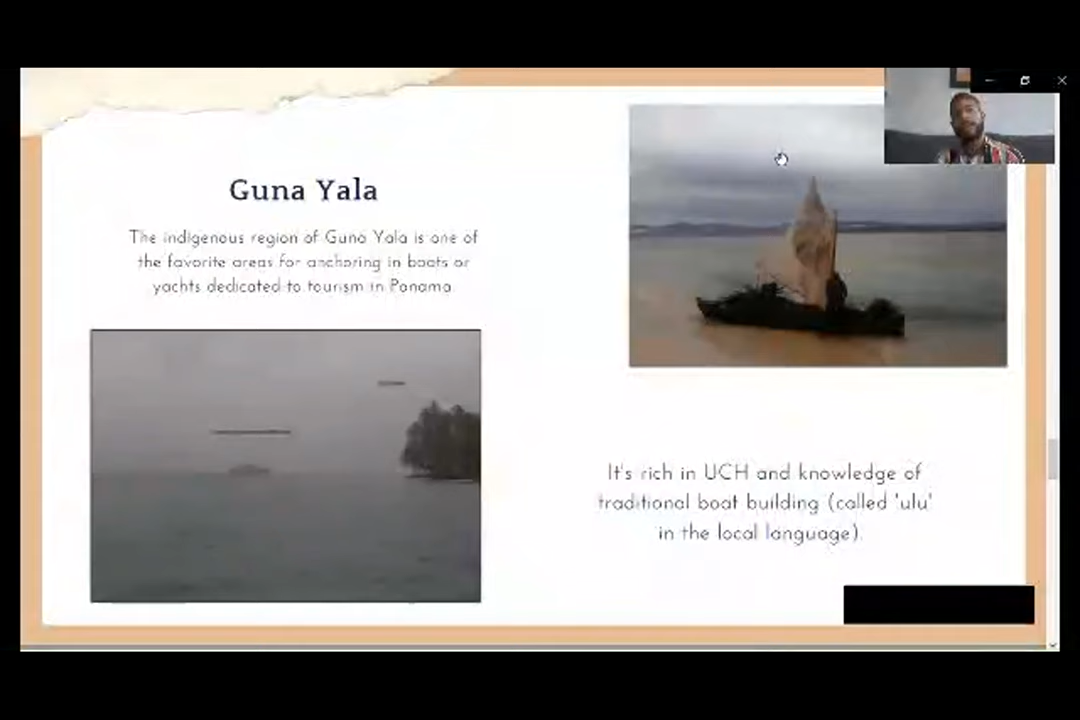 Guna Yala
The indigenous region of Guna Yala is one of
the favorite areas for anchoring in boats or
yachts dedicated to tourism in Panama
It's rich in UCH and knowledge of
traditional boat building (called 'ulu'
in the local language).